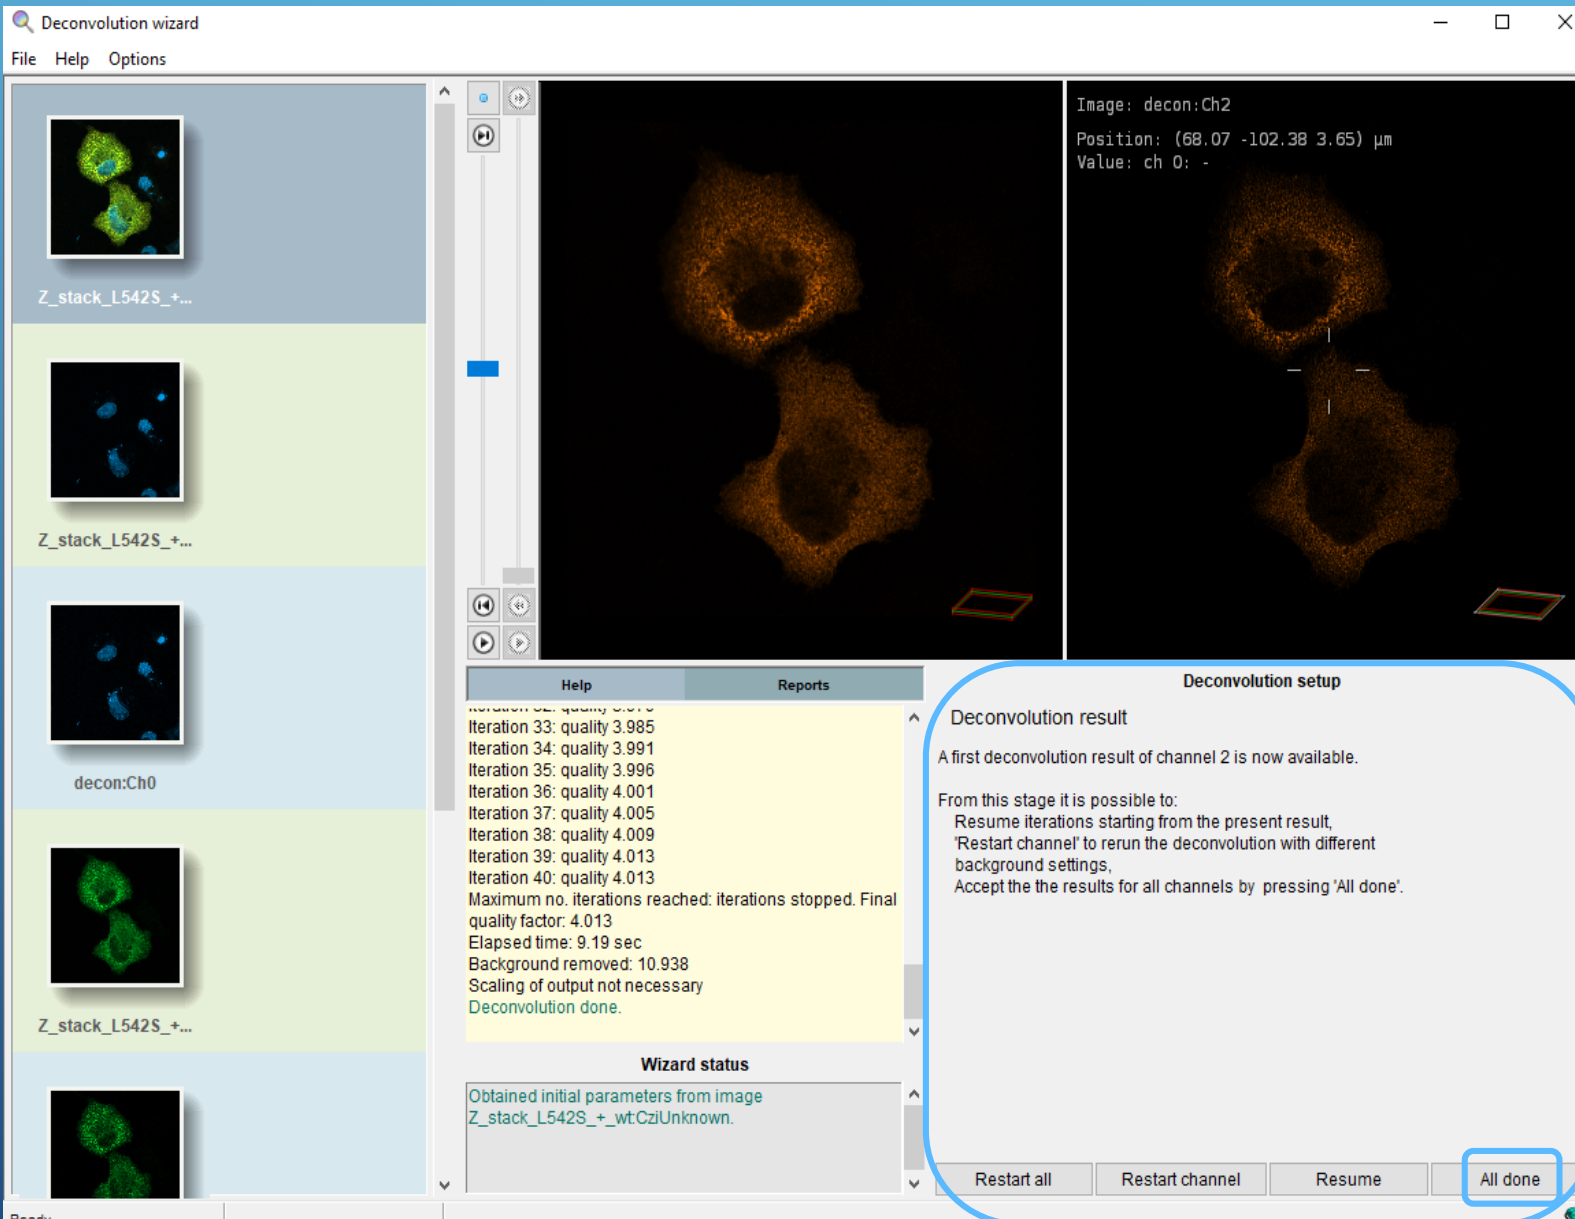 Deconvolution wizard
File Help Options
Z_stack_L542S_+...
Z_stack_L542S_+...
decon:Ch0
Z_stack_L542S_+...
Image: decon:Ch2
Position: (68.07 -102.38 3.65) µm
Value: ch 0: -
Help Reports
Iteration 33: quality 3.985
Iteration 34: quality 3.991
Iteration 35: quality 3.996
Iteration 36: quality 4.001
Iteration 37: quality 4.005
Iteration 38: quality 4.009
Iteration 39: quality 4.013
Iteration 40: quality 4.013
Maximum no. iterations reached: iterations stopped. Final
quality factor: 4.013
Elapsed time: 9.19 sec
Background removed: 10.938
Scaling of output not necessary
Deconvolution done.
Wizard status
Obtained initial parameters from image
Z_stack_L542S_+_wt:CziUnknown.
Deconvolution setup
Deconvolution result
A first deconvolution result of channel 2 is now available.
From this stage it is possible to:
Resume iterations starting from the present result,
'Restart channel' to rerun the deconvolution with different
background settings,
Accept the the results for all channels by pressing 'All done'.
Restart all Restart channel Resume All done